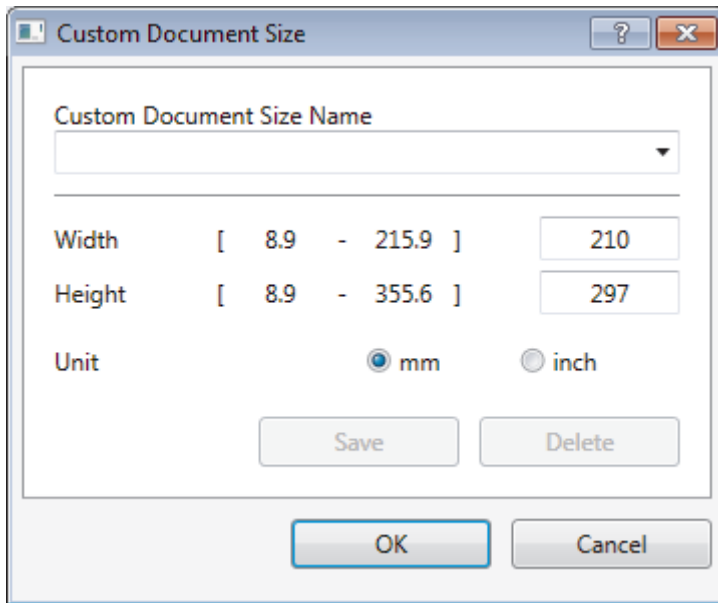 Custom Document Size
Custom Document Size Name
Width [ 8.9 - 215.9 ] 210
Height [ 8.9 - 355.6 ] 297
Unit mm inch
Save Delete
OK Cancel